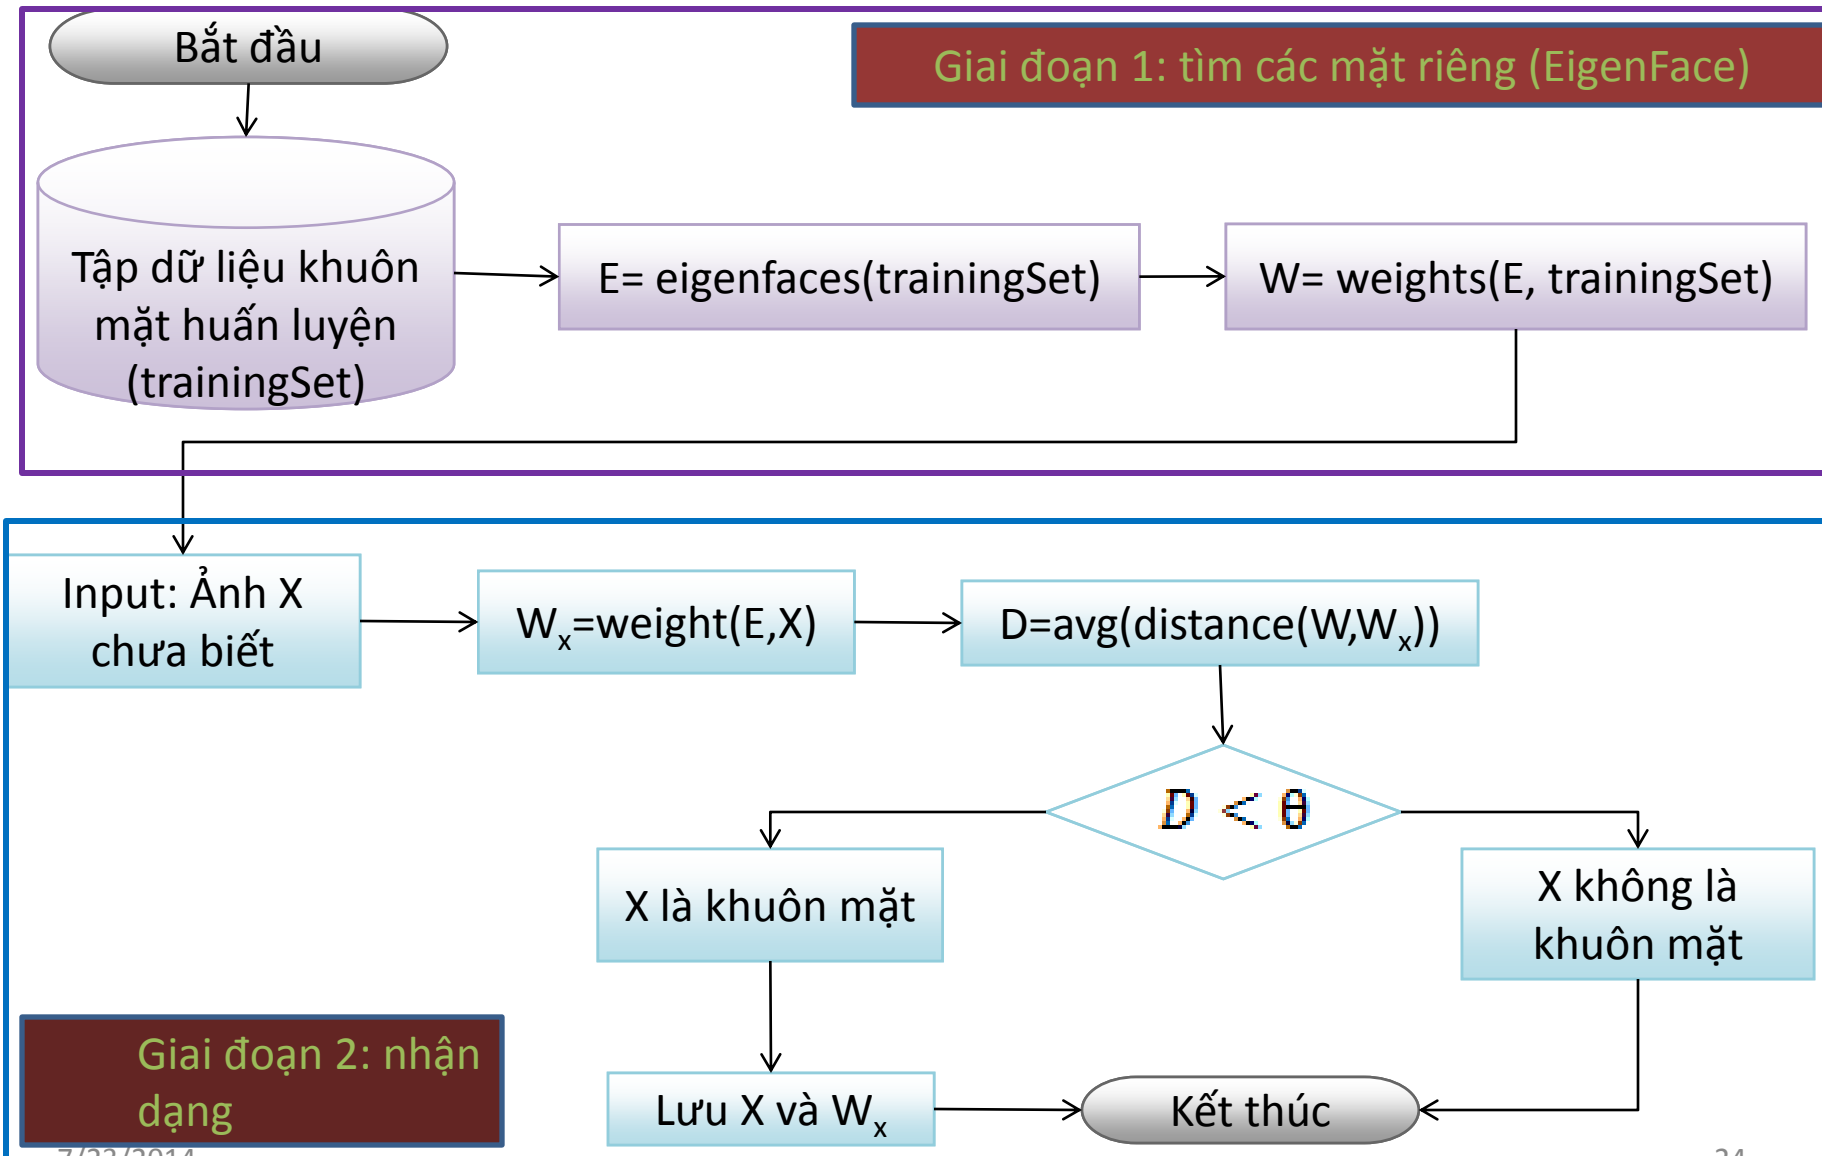 Bắt đầu
Giai đoạn 1: tìm các mặt riêng (EigenFace)
Tập dữ liệu khuôn
mặt huấn luyện
(trainingSet)
E= eigenfaces(trainingSet)
W= weights(E, trainingSet)
Input: Ảnh X
chưa biết
Wₓ=weight(E,X)
D=avg(distance(W,Wₓ))
D < θ
X là khuôn mặt
X không là
khuôn mặt
Giai đoạn 2: nhận
dạng
Lưu X và Wₓ
Kết thúc